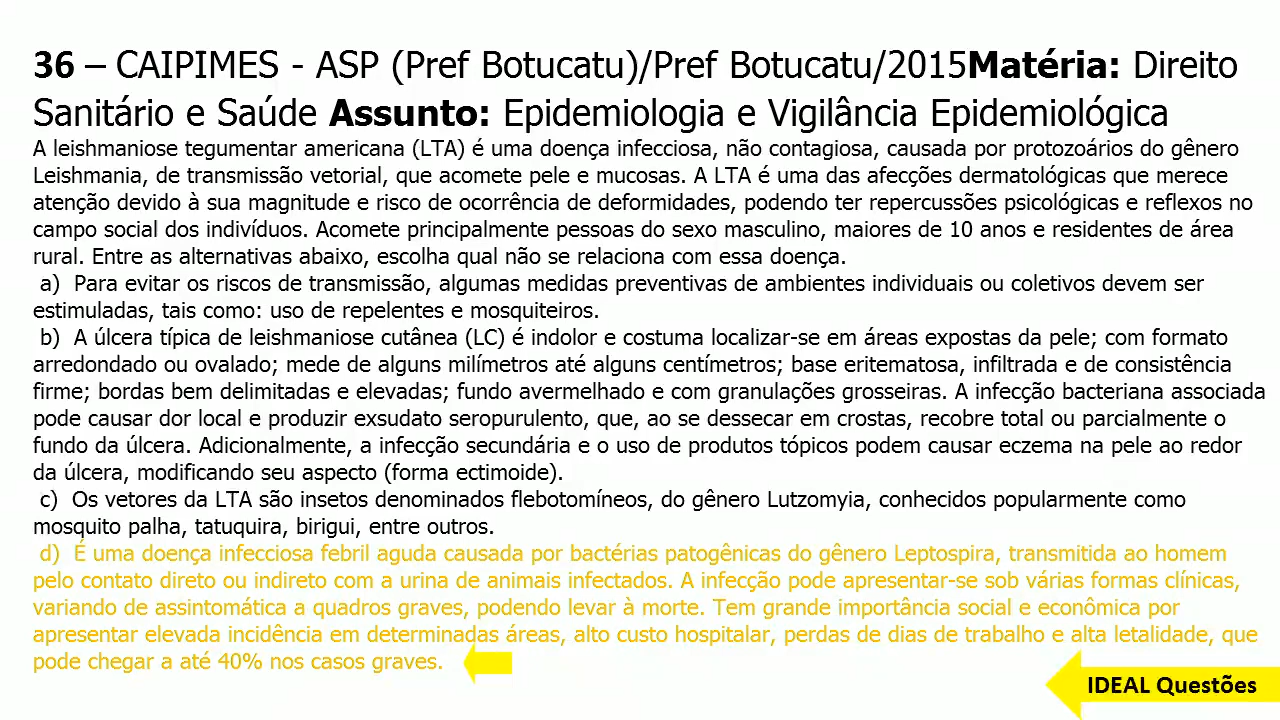 36 – CAIPIMES - ASP (Pref Botucatu)/Pref Botucatu/2015Matéria: Direito
Sanitário e Saúde Assunto: Epidemiologia e Vigilância Epidemiológica
A leishmaniose tegumentar americana (LTA) é uma doença infecciosa, não contagiosa, causada por protozoários do gênero
Leishmania, de transmissão vetorial, que acomete pele e mucosas. A LTA é uma das afecções dermatológicas que merece
atenção devido à sua magnitude e risco de ocorrência de deformidades, podendo ter repercussões psicológicas e reflexos no
campo social dos indivíduos. Acomete principalmente pessoas do sexo masculino, maiores de 10 anos e residentes de área
rural. Entre as alternativas abaixo, escolha qual não se relaciona com essa doença.
a) Para evitar os riscos de transmissão, algumas medidas preventivas de ambientes individuais ou coletivos devem ser
estimuladas, tais como: uso de repelentes e mosquiteiros.
b) A úlcera típica de leishmaniose cutânea (LC) é indolor e costuma localizar-se em áreas expostas da pele; com formato
arredondado ou ovalado; mede de alguns milímetros até alguns centímetros; base eritematosa, infiltrada e de consistência
firme; bordas bem delimitadas e elevadas; fundo avermelhado e com granulações grosseiras. A infecção bacteriana associada
pode causar dor local e produzir exsudato seropurulento, que, ao se dessecar em crostas, recobre total ou parcialmente o
fundo da úlcera. Adicionalmente, a infecção secundária e o uso de produtos tópicos podem causar eczema na pele ao redor
da úlcera, modificando seu aspecto (forma ectimoide).
c) Os vetores da LTA são insetos denominados flebotomíneos, do gênero Lutzomyia, conhecidos popularmente como
mosquito palha, tatuquira, birigui, entre outros.
d) É uma doença infecciosa febril aguda causada por bactérias patogênicas do gênero Leptospira, transmitida ao homem
pelo contato direto ou indireto com a urina de animais infectados. A infecção pode apresentar-se sob várias formas clínicas,
variando de assintomática a quadros graves, podendo levar à morte. Tem grande importância social e econômica por
apresentar elevada incidência em determinadas áreas, alto custo hospitalar, perdas de dias de trabalho e alta letalidade, que
pode chegar a até 40% nos casos graves.
IDEAL Questões